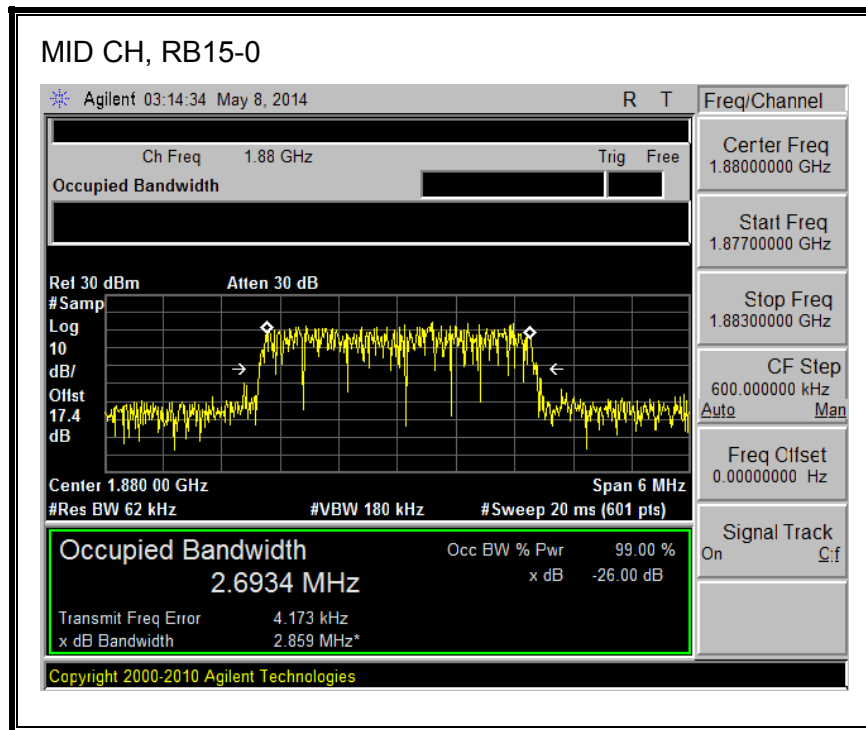 MID CH, RB15-0
Agilent 03:14:34 May 8, 2014 R T
Freq/Channel
Ch Freq 1.88 GHz Trig Free
Occupied Bandwidth
Center Freq
1.88000000 GHz
Start Freq
1.87700000 GHz
Stop Freq
1.88300000 GHz
CF Step
600.000000 kHz
Auto Man
Freq Offset
0.00000000 Hz
Signal Track
On Off
Ref 30 dBm Atten 30 dB
#Samp
Log
10
dB/
Offst
17.4
dB
Center 1.880 00 GHz Span 6 MHz
#Res BW 62 kHz #VBW 180 kHz #Sweep 20 ms (601 pts)
Occupied Bandwidth Occ BW % Pwr 99.00 %
2.6934 MHz x dB -26.00 dB
Transmit Freq Error 4.173 kHz
x dB Bandwidth 2.859 MHz*
Copyright 2000-2010 Agilent Technologies